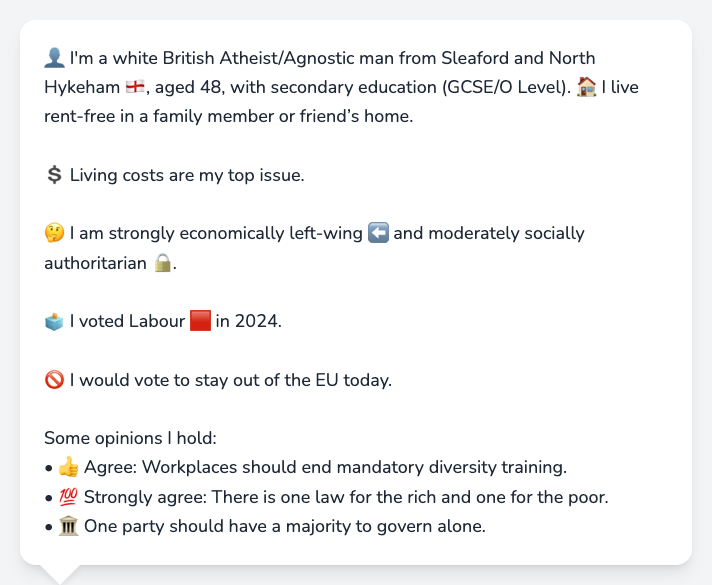 👤 I'm a white British Atheist/Agnostic man from Sleaford and North
Hykeham 🏴󠁧󠁢󠁥󠁮󠁧󠁿, aged 48, with secondary education (GCSE/O Level). 🏠 I live
rent-free in a family member or friend’s home.
💲 Living costs are my top issue.
🤔 I am strongly economically left-wing ⬅️ and moderately socially
authoritarian 🔒.
🗳️ I voted Labour 🟥 in 2024.
🚫 I would vote to stay out of the EU today.
Some opinions I hold:
• 👍 Agree: Workplaces should end mandatory diversity training.
• 💯 Strongly agree: There is one law for the rich and one for the poor.
• 🏛️ One party should have a majority to govern alone.